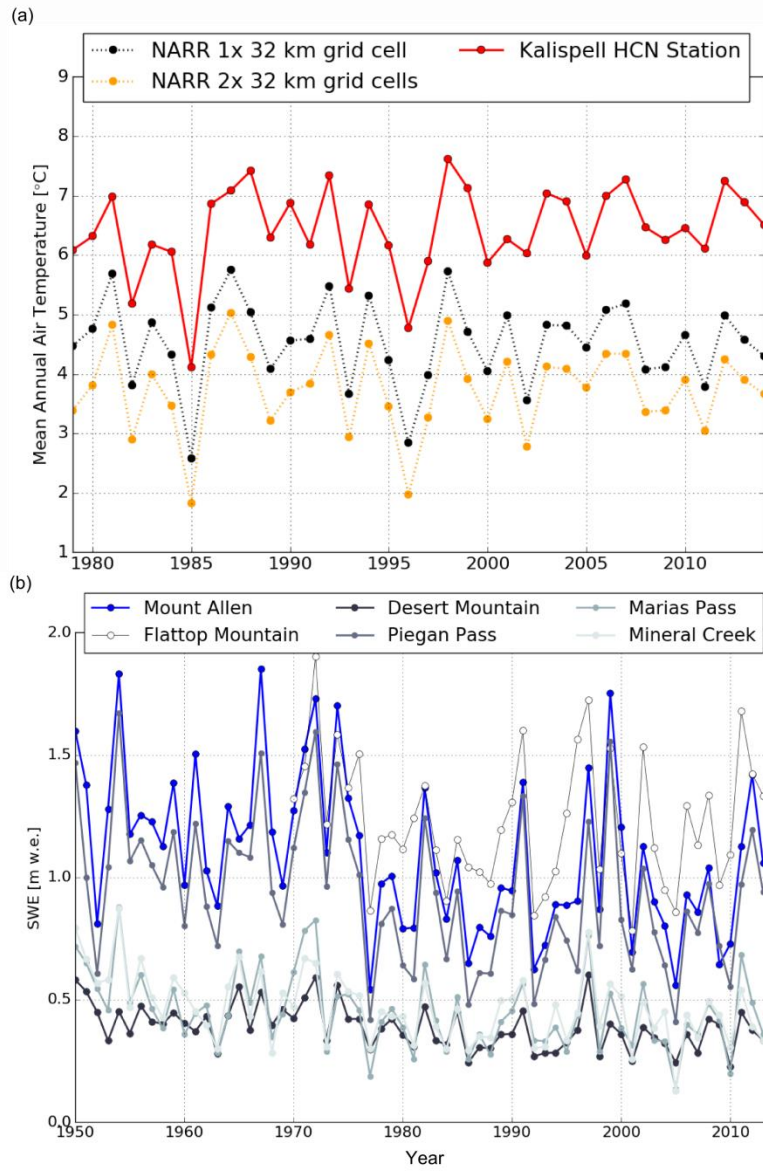 (a)
NARR 1x 32 km grid cell
Kalispell HCN Station
NARR 2x 32 km grid cells
Mean Annual Air Temperature [°C]
9
8
7
6
5
4
3
2
1
1980 1985 1990 1995 2000 2005 2010
(b)
Mount Allen Desert Mountain Marias Pass
Flattop Mountain Piegan Pass Mineral Creek
SWE [m w.e.]
2.0
1.5
1.0
0.5
0.0
1950 1960 1970 1980 1990 2000 2010
Year